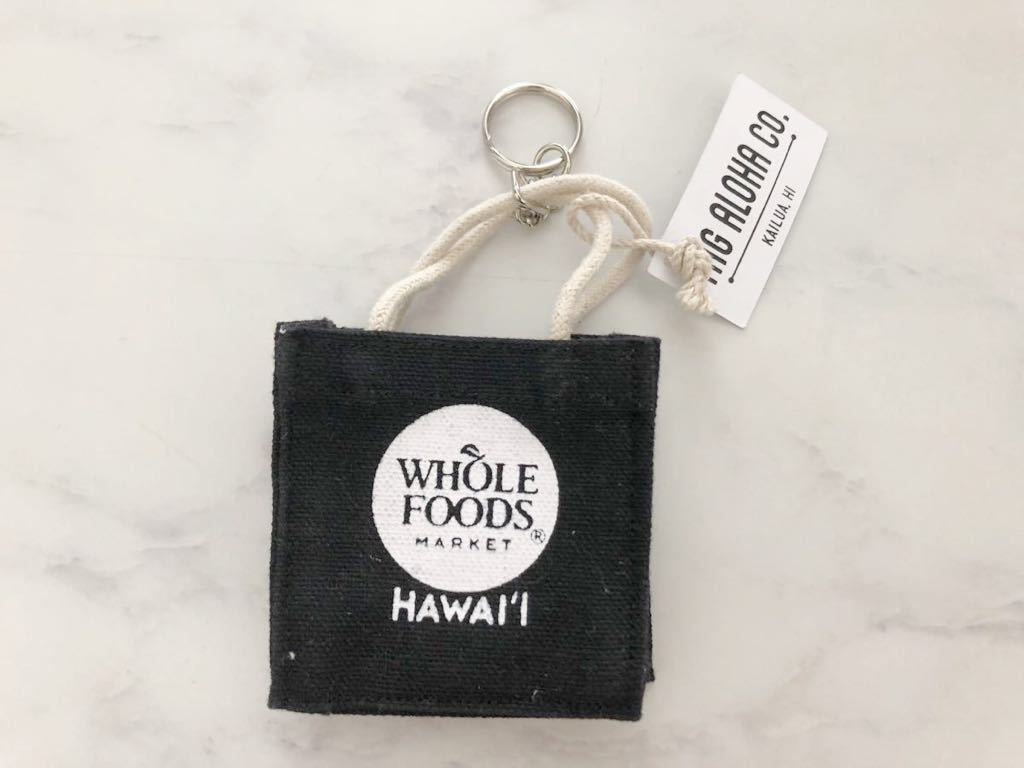 WHOLE
FOODS
MARKET
®
HAWAI'I
ALOHA CO.
KAILUA, HI